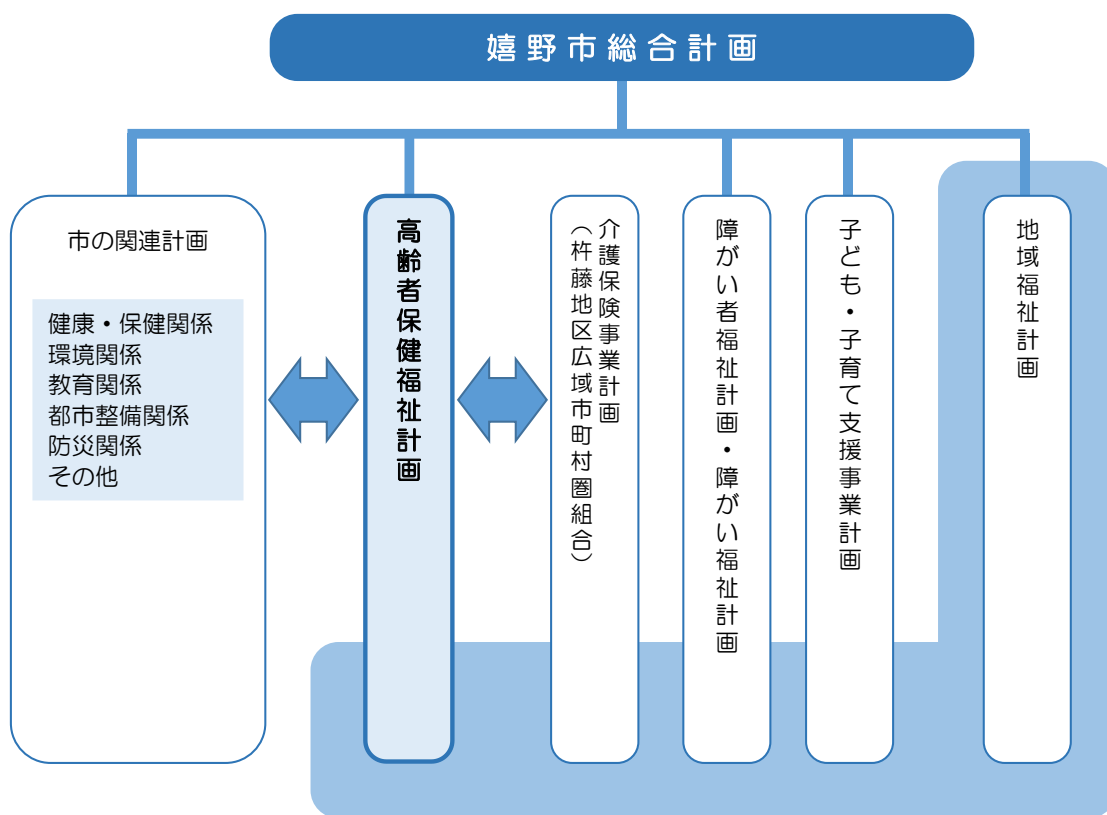 嬉野市総合計画
市の関連計画
健康・保健関係
環境関係
教育関係
都市整備関係
防災関係
その他
高齢者保健福祉計画
介護保険事業計画
（杵藤地区広域市町村圏組合）
障がい者福祉計画・障がい福祉計画
子ども・子育て支援事業計画
地域福祉計画